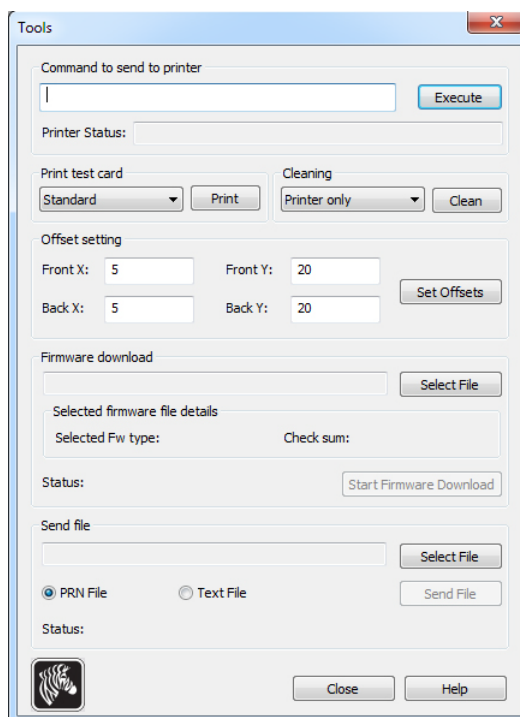 Tools
Command to send to printer
Execute
Printer Status:
Print test card
Cleaning
Standard
Print
Printer only
Clean
Offset setting
Front X: 5 Front Y: 20
Set Offsets
Back X: 5 Back Y: 20
Firmware download
Select File
Selected firmware file details
Selected Fw type: Check sum:
Status:
Start Firmware Download
Send file
Select File
PRN File Text File
Send File
Status:
Close Help